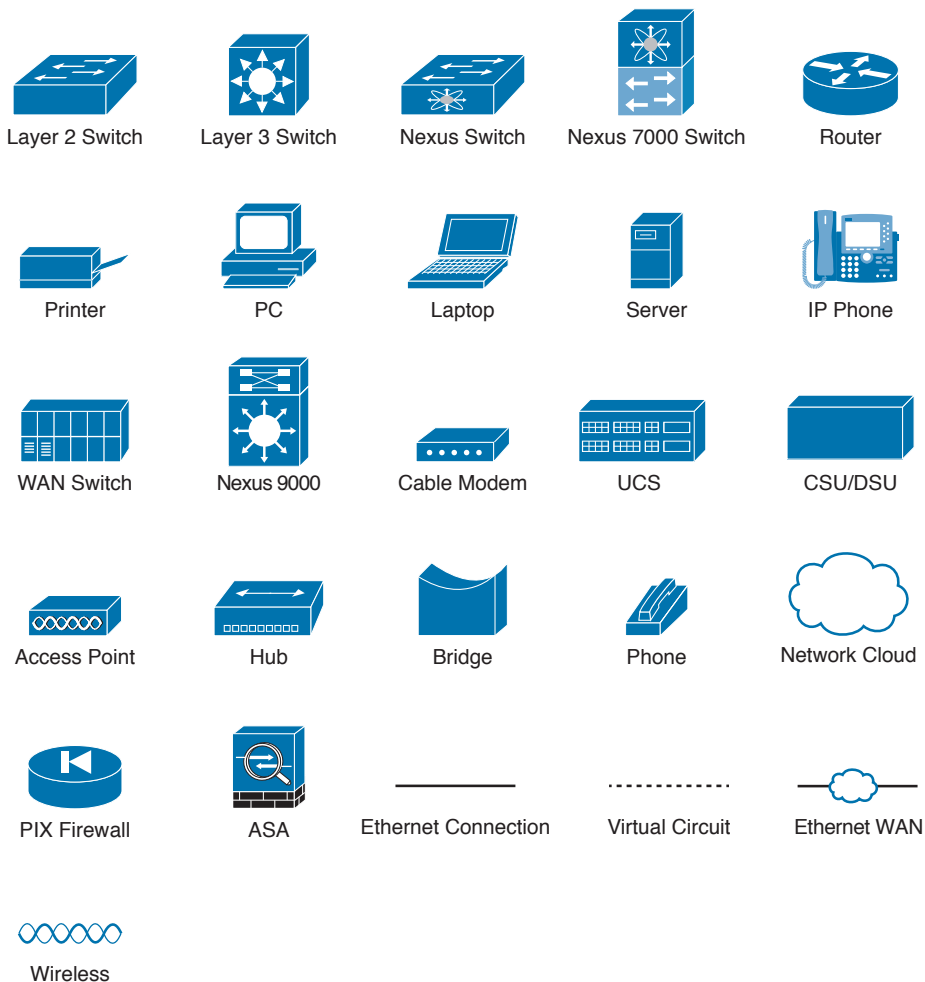 Layer 2 Switch
Layer 3 Switch
Nexus Switch
Nexus 7000 Switch
Router
Printer
PC
Laptop
Server
IP Phone
WAN Switch
Nexus 9000
Cable Modem
UCS
CSU/DSU
Access Point
Hub
Bridge
Phone
Network Cloud
PIX Firewall
ASA
Ethernet Connection
Virtual Circuit
Ethernet WAN
Wireless